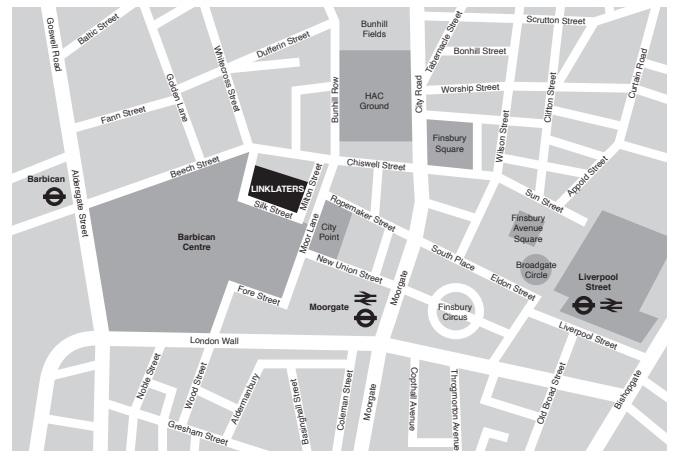 Goswell Road
Baltic Street
Whitecross Street
Dufferin Street
Bunhill
Fields
Tabernacle Street
Scrutton Street
Bonhill Street
Curtain Road
Golden Lane
Fann Street
Bunhill Row
HAC
Ground
City Road
Worship Street
Clifton Street
Wilson Street
Finsbury
Square
Beech Street
Chiswell Street
Barbican
Aldersgate Street
LINKLATERS
Milton Street
Silk Street
Ropemaker Street
Sun Street
Appold Street
Barbican
Centre
Moor Lane
City
Point
Finsbury
Avenue
Square
South Place
New Union Street
Broadgate
Circle
Eldon Street
Liverpool
Street
Fore Street
Moorgate
Moorgate
Finsbury
Circus
London Wall
Liverpool Street
Noble Street
Wood Street
Aldermanbury
Basinghall Street
Coleman Street
Moorgate
Copthall Avenue
Throgmorton Avenue
Old Broad Street
Bishopgate
Gresham Street